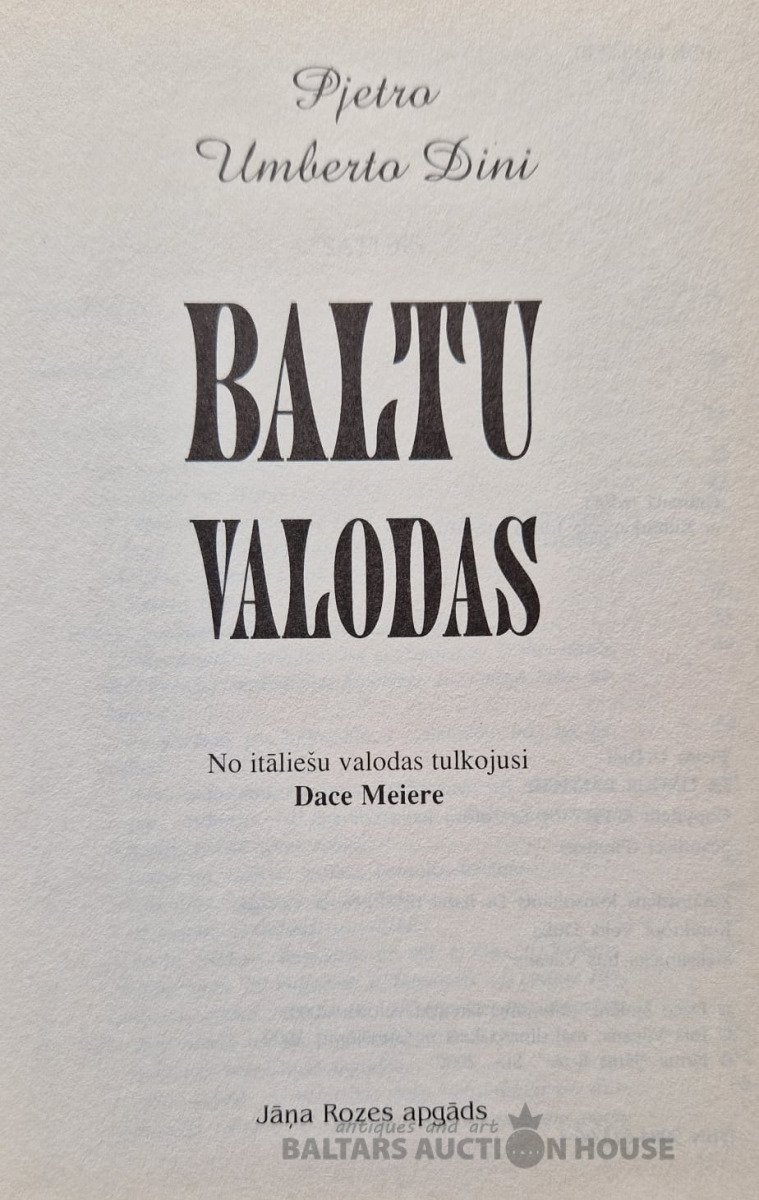 Pjetro
Umberto Dini
BALTU
VALODAS
No itāliešu valodas tulkojusi
Dace Meiere
Jāņa Rozes apgāds
antiques and art
BALTARS AUCTION HOUSE